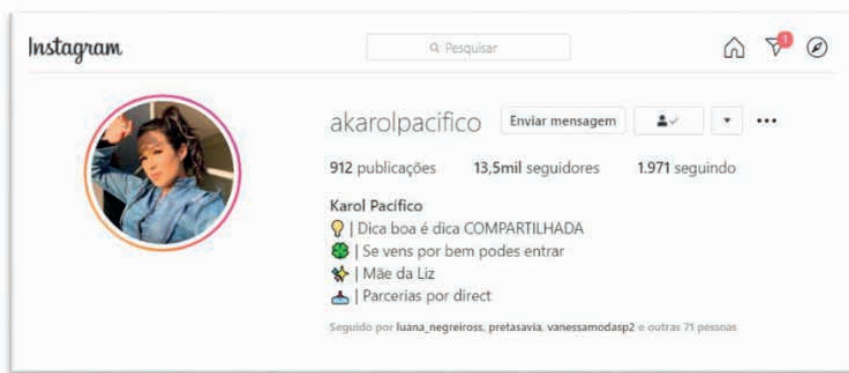 Instagram
Pesquisar
1
akarolpacifico Enviar mensagem
912 publicações 13,5mil seguidores 1.971 seguindo
Karol Pacífico
💡 | Dica boa é dica COMPARTILHADA
🍀 | Se vens por bem podes entrar
✨ | Mãe da Liz
📥 | Parcerias por direct
Seguido por luana_negreiross, pretasavia, vanessamodasp2 e outras 71 pessoas